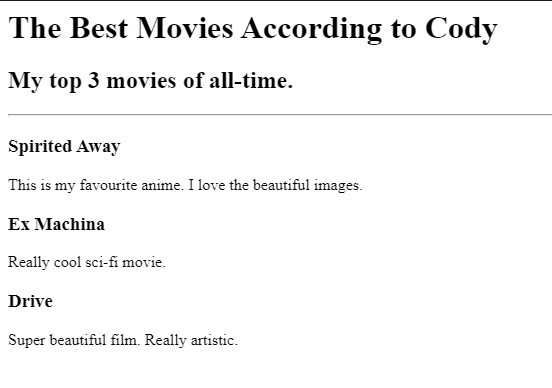 The Best Movies According to Cody
My top 3 movies of all-time.
Spirited Away
This is my favourite anime. I love the beautiful images.
Ex Machina
Really cool sci-fi movie.
Drive
Super beautiful film. Really artistic.